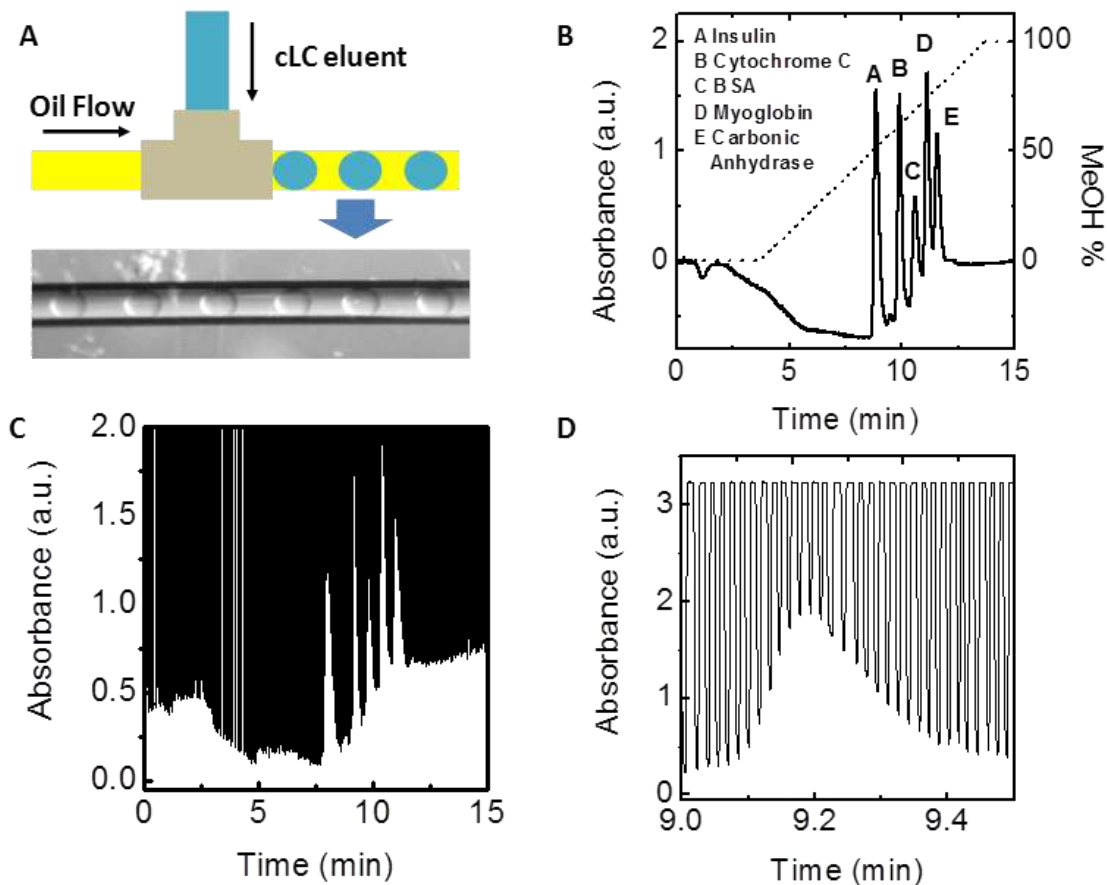 A
cLC eluent
Oil Flow
B
A Insulin
B Cytochrome C
C BSA
D Myoglobin
E Carbonic
Anhydrase
A
B
C
D
E
2
1
0
Absorbance (a.u.)
100
50
0
MeOH %
0
5
10
15
Time (min)
C
2.0
1.5
1.0
0.5
0.0
Absorbance (a.u.)
0
5
10
15
Time (min)
D
3
2
1
0
Absorbance (a.u.)
9.0
9.2
9.4
Time (min)